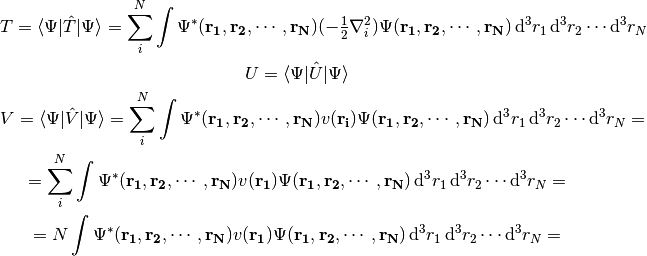 T = ⟨Ψ|T̂|Ψ⟩ = ∑_i^N ∫ Ψ*(𝐫₁, 𝐫₂, ⋯ , 𝐫_N)(−½∇_i²)Ψ(𝐫₁, 𝐫₂, ⋯ , 𝐫_N) d³r₁ d³r₂ ⋯ d³r_N
U = ⟨Ψ|Û|Ψ⟩
V = ⟨Ψ|V̂|Ψ⟩ = ∑_i^N ∫ Ψ*(𝐫₁, 𝐫₂, ⋯ , 𝐫_N)v(𝐫_i)Ψ(𝐫₁, 𝐫₂, ⋯ , 𝐫_N) d³r₁ d³r₂ ⋯ d³r_N =
= ∑_i^N ∫ Ψ*(𝐫₁, 𝐫₂, ⋯ , 𝐫_N)v(𝐫₁)Ψ(𝐫₁, 𝐫₂, ⋯ , 𝐫_N) d³r₁ d³r₂ ⋯ d³r_N =
= N ∫ Ψ*(𝐫₁, 𝐫₂, ⋯ , 𝐫_N)v(𝐫₁)Ψ(𝐫₁, 𝐫₂, ⋯ , 𝐫_N) d³r₁ d³r₂ ⋯ d³r_N =